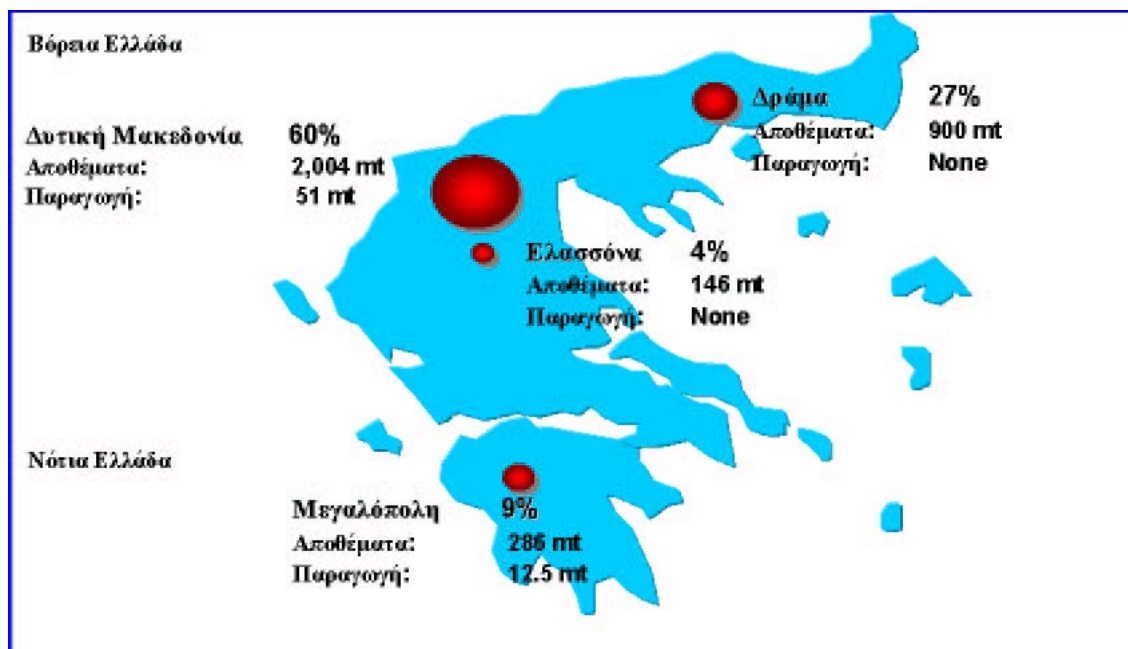 Βόρεια Ελλάδα
Δυτική Μακεδονία 60%
Αποθέματα: 2,004 mt
Παραγωγή: 51 mt
Δράμα 27%
Αποθέματα: 900 mt
Παραγωγή: None
Ελασσόνα 4%
Αποθέματα: 146 mt
Παραγωγή: None
Νότια Ελλάδα
Μεγαλόπολη 9%
Αποθέματα: 286 mt
Παραγωγή: 12.5 mt